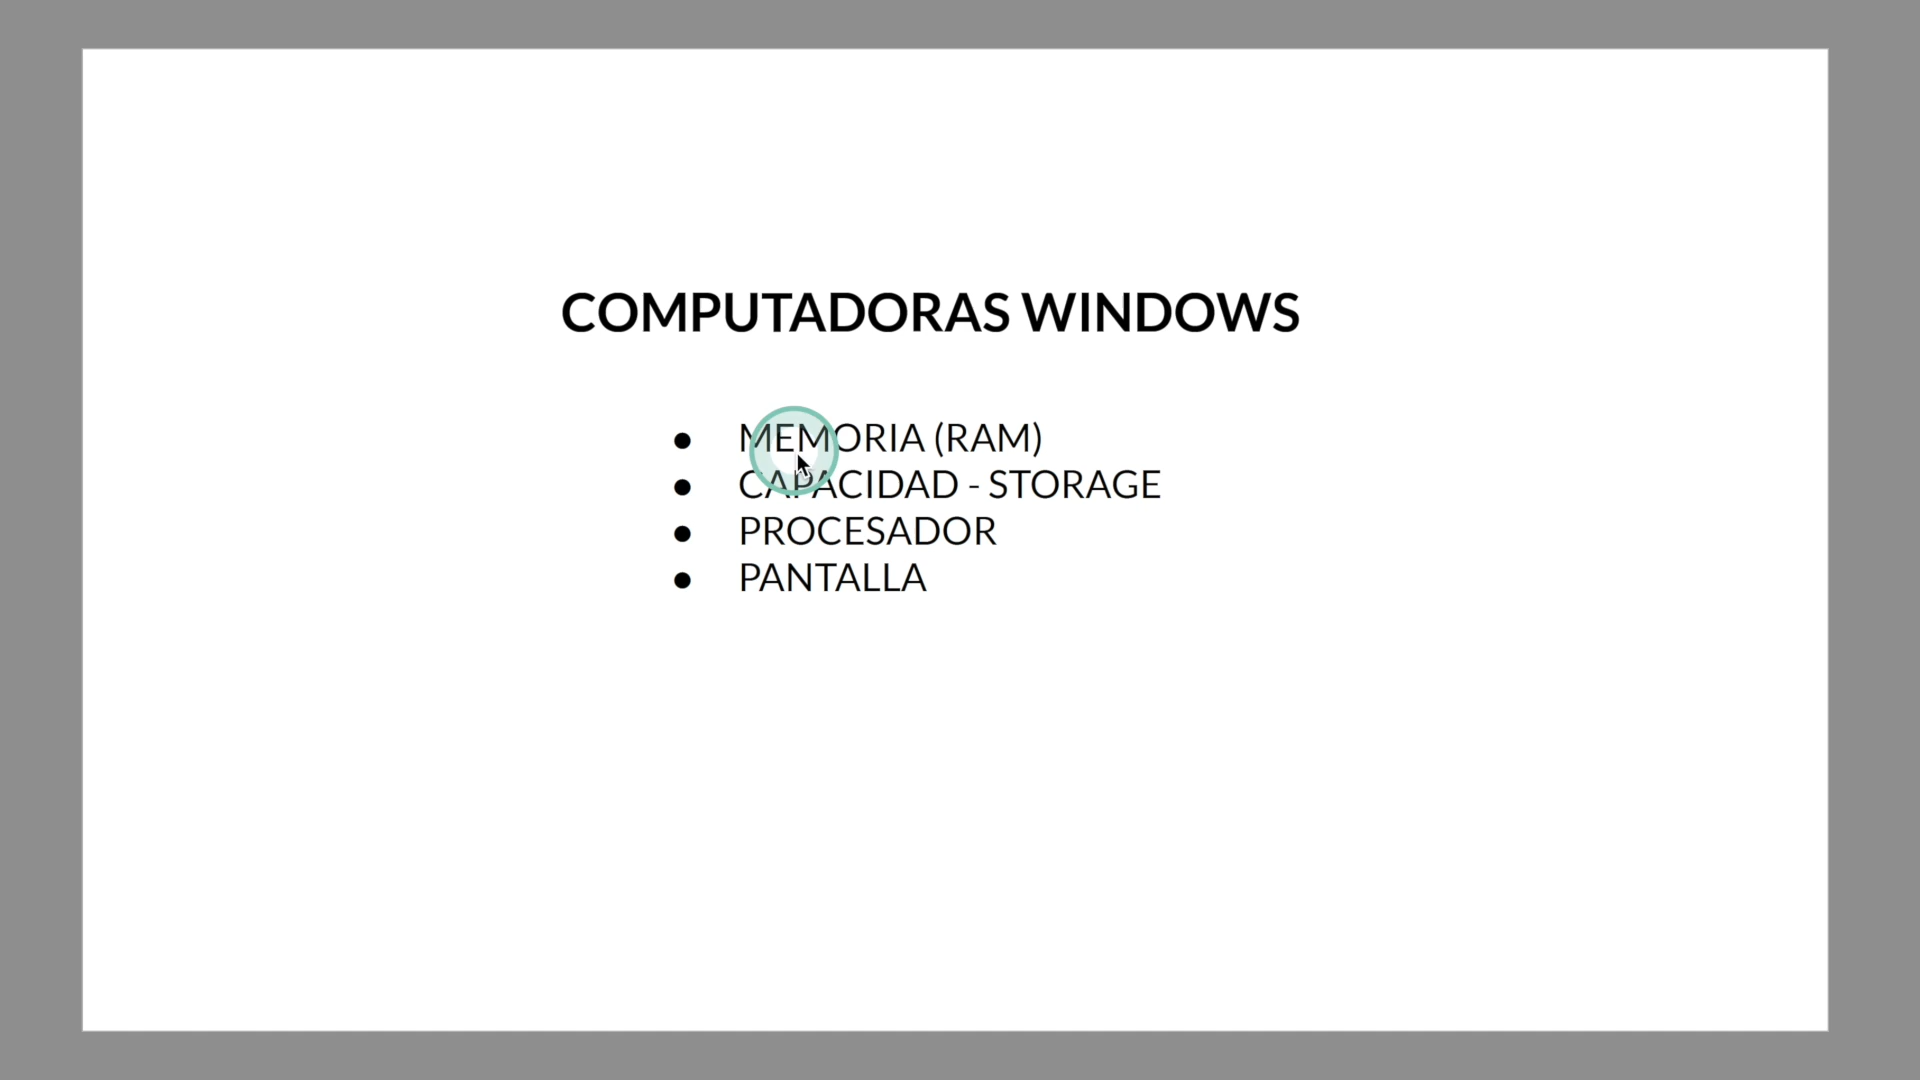 COMPUTADORAS WINDOWS
● MEMORIA (RAM)
● CAPACIDAD - STORAGE
● PROCESADOR
● PANTALLA